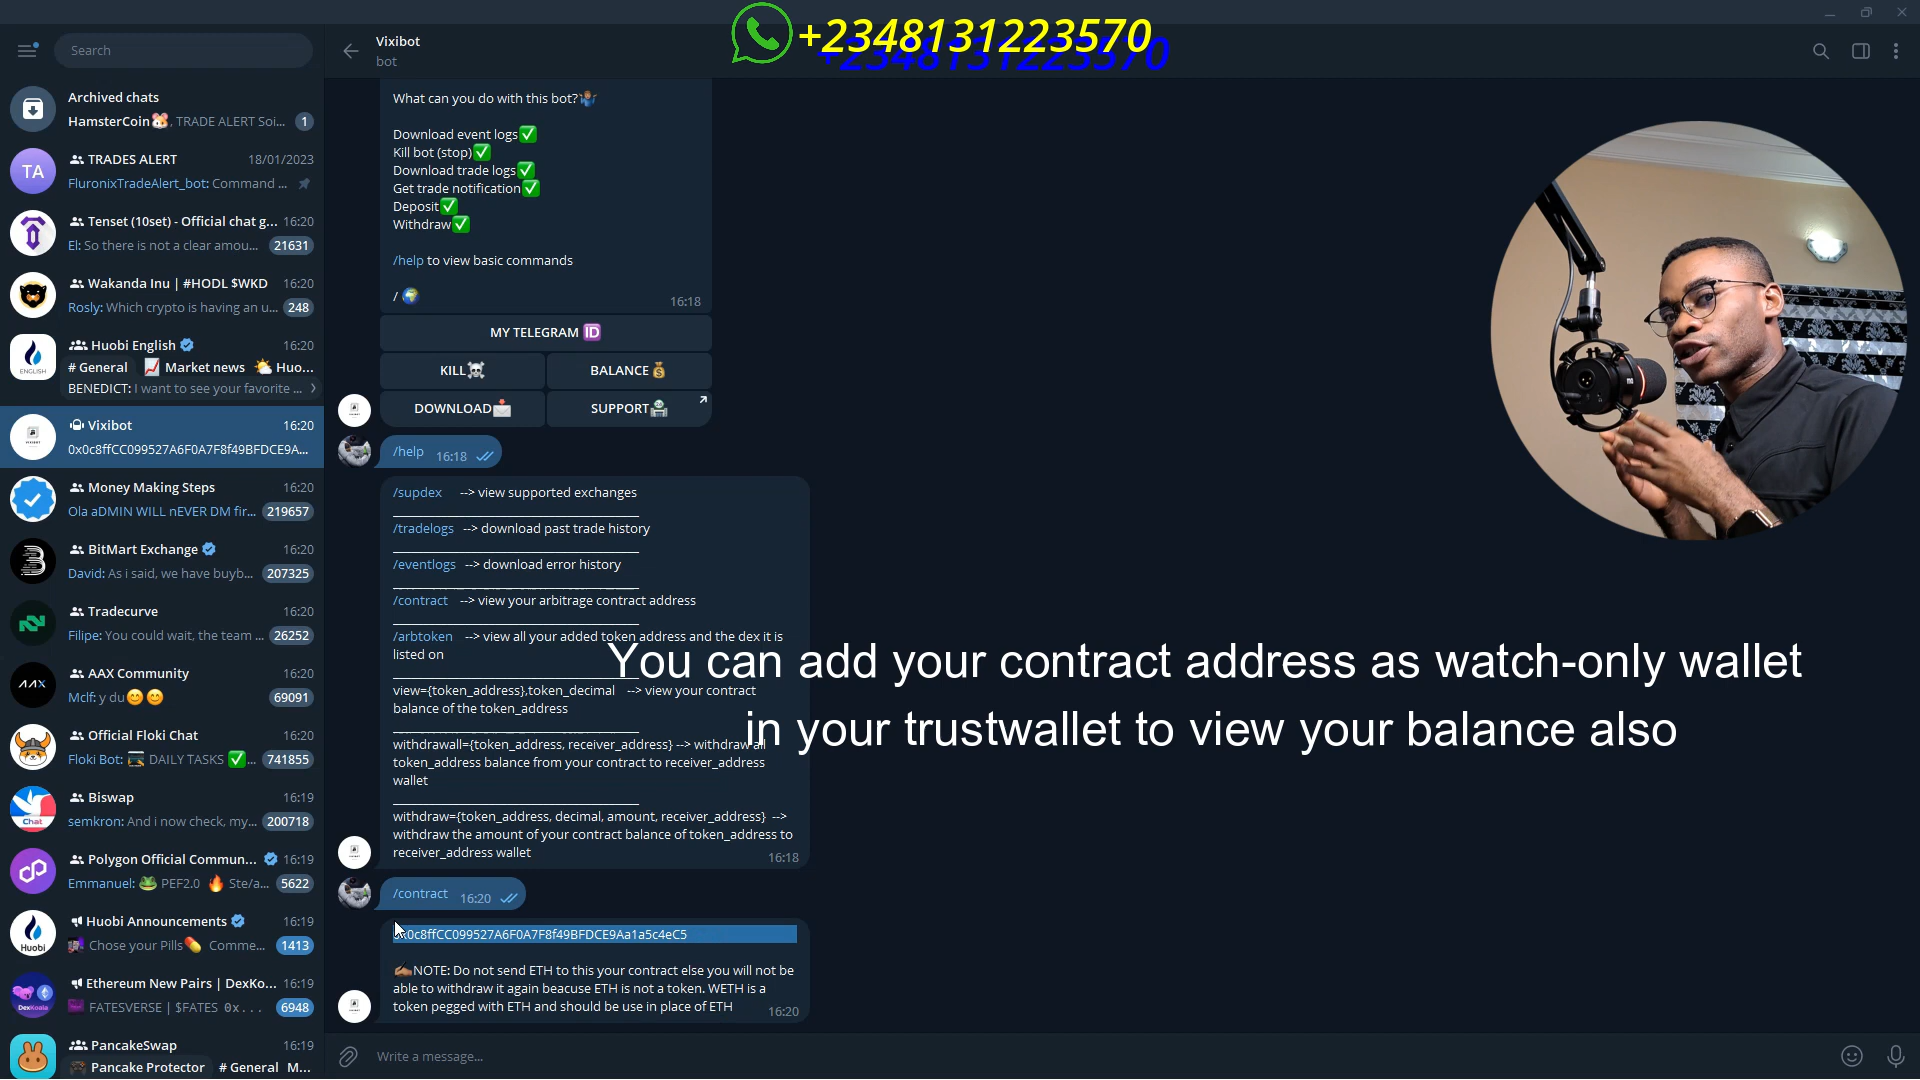 +2348131223570
Search
Archived chats
HamsterCoin🐹, TRADE ALERT Soi... 1
TA
TRADES ALERT 18/01/2023
FluronixTradeAlert_bot: Command ...
Tenset (10set) - Official chat g... 16:20
El: So there is not a clear amou... 21631
Wakanda Inu | #HODL $WKD 16:20
Rosly: Which crypto is having an u... 248
Huobi English 16:20
ENGLISH
# General 📈 Market news 🌤 Huo...
BENEDICT: I want to see your favorite ...
Vixibot 16:20
0x0c8ffCC099527A6F0A7F8f49BFDCE9A...
Money Making Steps 16:20
Ola aDMIN WILL nEVER DM fir... 219657
BitMart Exchange 16:20
David: As i said, we have buyb... 207325
Tradecurve 16:20
Filipe: You could wait, the team ... 26252
AAX
AAX Community 16:20
Mclf: y du😊😊 69091
Official Floki Chat 16:20
Floki Bot: DAILY TASKS ✅... 741855
Biswap 16:19
Chat
semkron: And i now check, my... 200718
Polygon Official Commun... 16:19
Emmanuel: 🐸 PEF2.0 🔥 Ste/a... 5622
Huobi Announcements 16:19
Huobi
Chose your Pills💊 Comme... 1413
Ethereum New Pairs | DexKo... 16:19
DexKoala
FATESVERSE | $FATES 0x... 6948
PancakeSwap 16:19
Pancake Protector # General M...
Vixibot
bot
What can you do with this bot?🤷🏽‍♂️
Download event logs✅
Kill bot (stop)✅
Download trade logs✅
Get trade notification✅
Deposit✅
Withdraw✅
/help to view basic commands
/ 🌍 16:18
MY TELEGRAM 🆔
KILL☠ BALANCE💰
DOWNLOAD📩 SUPPORT
/help 16:18
/supdex --> view supported exchanges
/tradelogs --> download past trade history
/eventlogs --> download error history
/contract --> view your arbitrage contract address
/arbtoken --> view all your added token address and the dex it is
listed on
view={token_address},token_decimal --> view your contract
balance of the token_address
withdrawall={token_address, receiver_address} --> withdraw all
token_address balance from your contract to receiver_address
wallet
withdraw={token_address, decimal, amount, receiver_address} -->
withdraw the amount of your contract balance of token_address to
receiver_address wallet
16:18
/contract 16:20
0x0c8ffCC099527A6F0A7F8f49BFDCE9Aa1a5c4eC5
✍🏾NOTE: Do not send ETH to this your contract else you will not be
able to withdraw it again beacuse ETH is not a token. WETH is a
token pegged with ETH and should be use in place of ETH 16:20
Write a message...
You can add your contract address as watch-only wallet
in your trustwallet to view your balance also